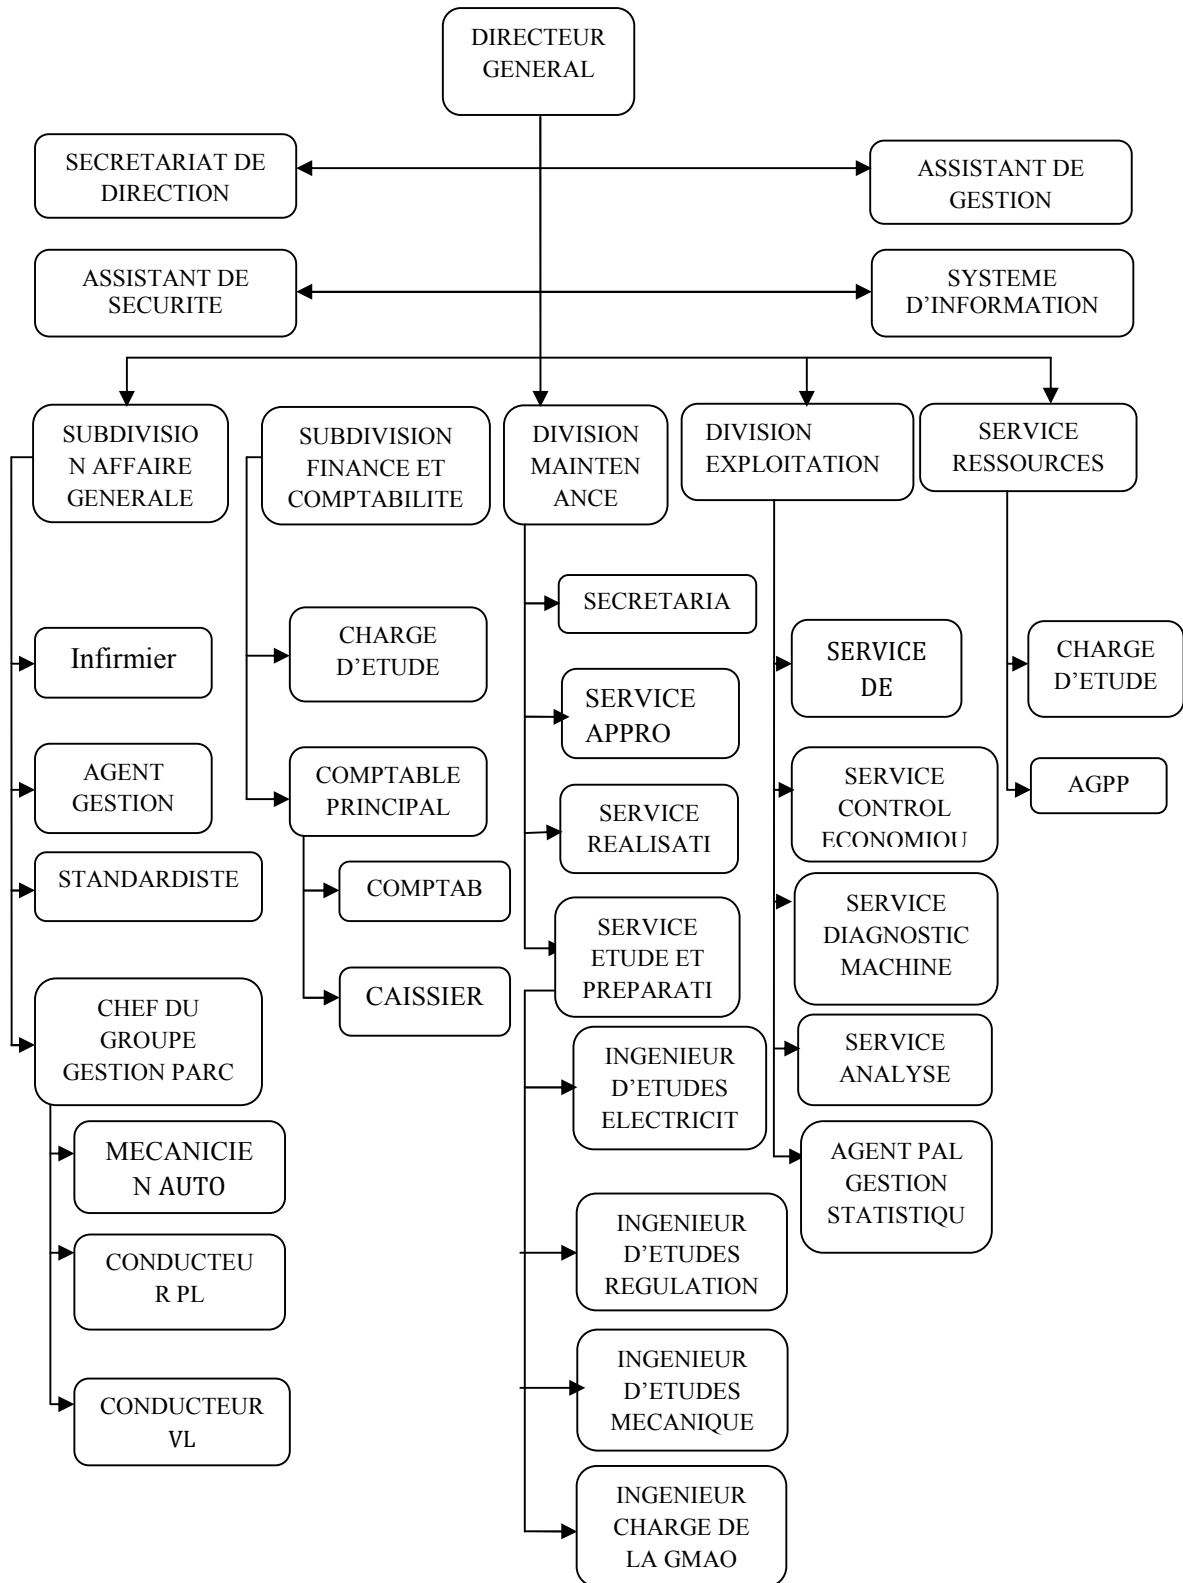 DIRECTEUR
GENERAL
SECRETARIAT DE
DIRECTION
ASSISTANT DE
GESTION
ASSISTANT DE
SECURITE
SYSTEME
D'INFORMATION
SUBDIVISIO
N AFFAIRE
GENERALE
SUBDIVISION
FINANCE ET
COMPTABILITE
DIVISION
MAINTEN
ANCE
DIVISION
EXPLOITATION
SERVICE
RESSOURCES
Infirmier
AGENT
GESTION
STANDARDISTE
CHEF DU
GROUPE
GESTION PARC
MECANICIE
N AUTO
CONDUCTEU
R PL
CONDUCTEUR
VL
CHARGE
D'ETUDE
COMPTABLE
PRINCIPAL
COMPTAB
CAISSIER
SECRETARIA
SERVICE
APPRO
SERVICE
REALISATI
SERVICE
ETUDE ET
PREPARATI
INGENIEUR
D'ETUDES
ELECTRICIT
INGENIEUR
D'ETUDES
REGULATION
INGENIEUR
D'ETUDES
MECANIQUE
INGENIEUR
CHARGE DE
LA GMAO
SERVICE
DE
SERVICE
CONTROL
ECONOMIQU
SERVICE
DIAGNOSTIC
MACHINE
SERVICE
ANALYSE
AGENT PAL
GESTION
STATISTIQU
CHARGE
D'ETUDE
AGPP